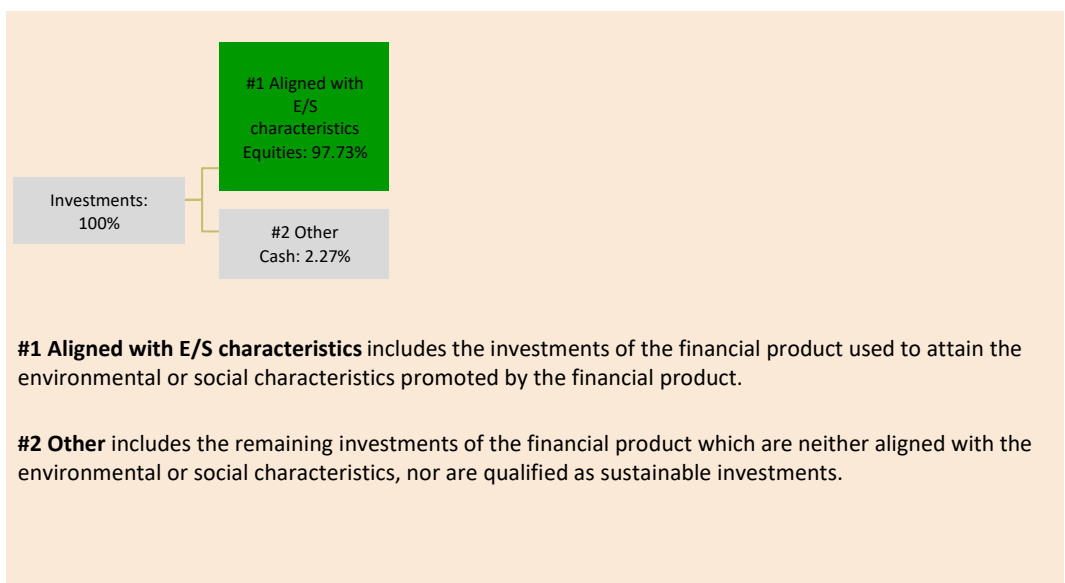 #1 Aligned with
E/S
characteristics
Equities: 97.73%
Investments:
100%
#2 Other
Cash: 2.27%
#1 Aligned with E/S characteristics includes the investments of the financial product used to attain the
environmental or social characteristics promoted by the financial product.
#2 Other includes the remaining investments of the financial product which are neither aligned with the
environmental or social characteristics, nor are qualified as sustainable investments.